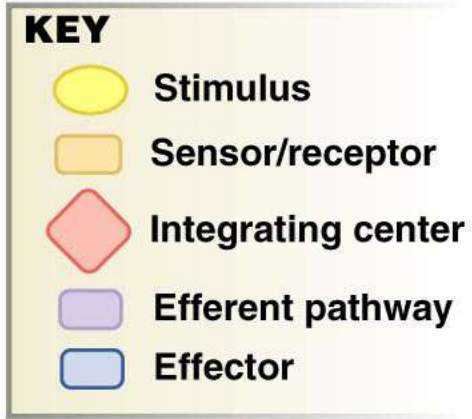 KEY
Stimulus
Sensor/receptor
Integrating center
Efferent pathway
Effector